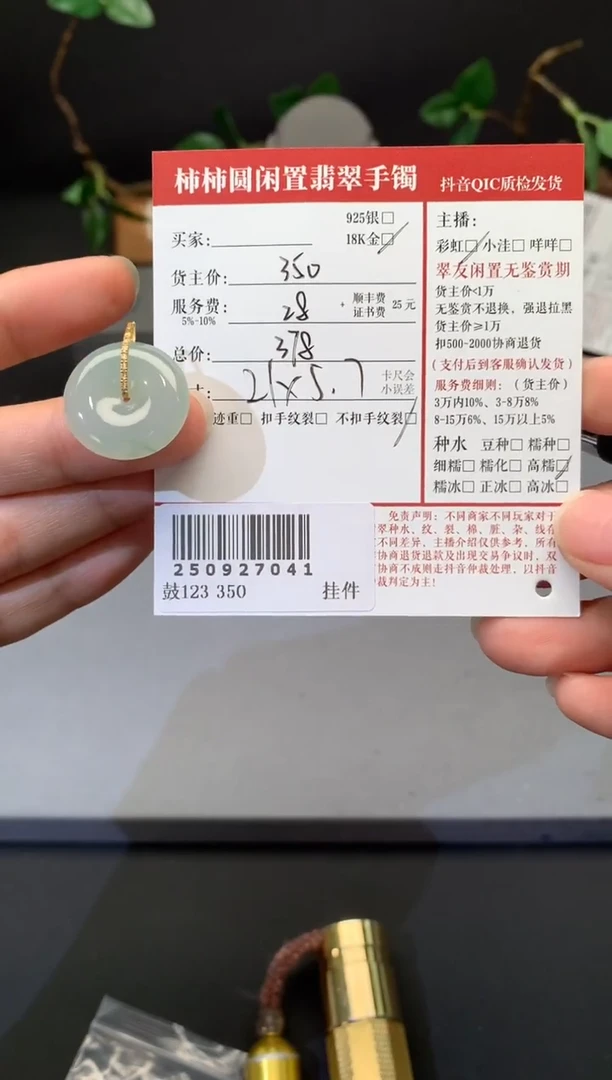 柿柿圆闲置翡翠手镯
抖音QIC质检发货
925银□
买家:
18K金□
货主价: 350
服务费: 28 + 顺丰费 证书费 25元
5%-10%
总价: 378
21×5.7 卡尺会 小误差
迹重□ 扣手纹裂□ 不扣手纹裂□
主播:
彩虹□ 小洼□ 咩咩□
翠友闲置无鉴赏期
货主价<1万
无鉴赏不退换，强退拉黑
货主价≥1万
扣500-2000协商退货
(支付后到客服确认发货)
服务费细则:（货主价）
3万内10%、3-8万8%
8-15万6%、15万以上5%
种水 豆种□ 糯种□
细糯□ 糯化□ 高糯□
糯冰□ 正冰□ 高冰□
免责声明：不同商家不同玩家对于
翠种水、纹、裂、棉、脏、杂、线存
不同差异，主播介绍仅供参考，所有
协商退货退款及出现交易争议时，双
协商不成则走抖音仲裁处理，以抖音
裁判定为主！
250927041
鼓123 350 挂件